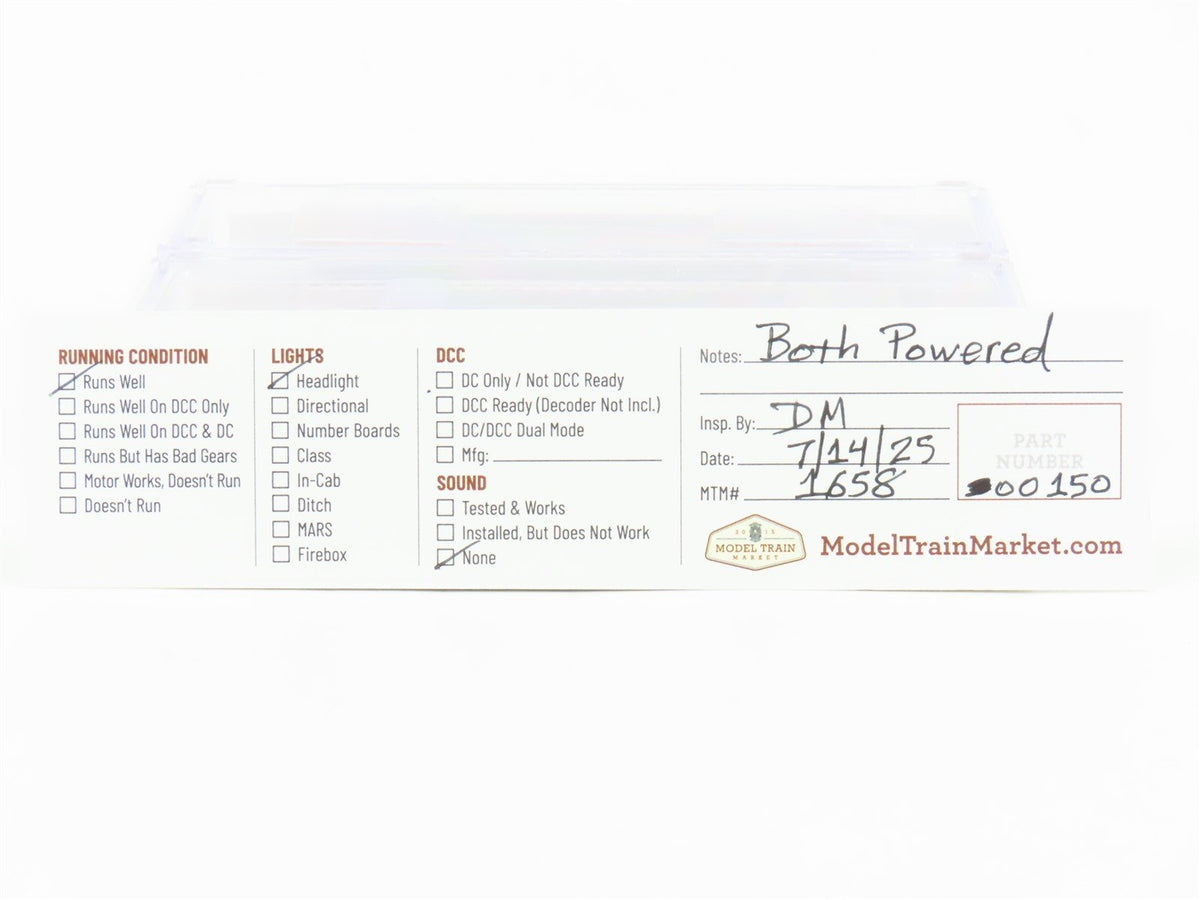 RUNNING CONDITION
Runs Well
Runs Well On DCC Only
Runs Well On DCC & DC
Runs But Has Bad Gears
Motor Works, Doesn't Run
Doesn't Run
LIGHTS
Headlight
Directional
Number Boards
Class
In-Cab
Ditch
MARS
Firebox
DCC
DC Only / Not DCC Ready
DCC Ready (Decoder Not Incl.)
DC/DCC Dual Mode
Mfg:
SOUND
Tested & Works
Installed, But Does Not Work
None
Notes: Both Powered
Insp. By: DM
Date: 7/14/25
MTM# 1658
PART
NUMBER
00150
2015
MODEL TRAIN
MARKET
ModelTrainMarket.com